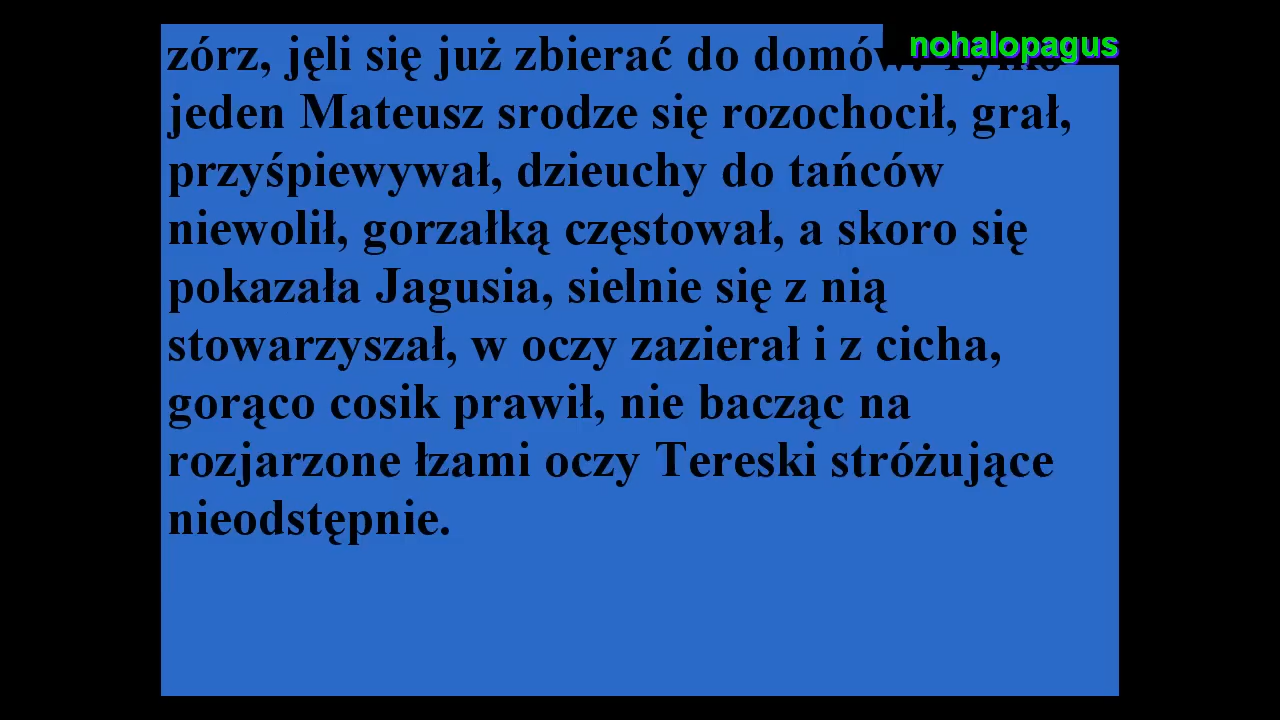 nohalopagus
zórz, jęli się już zbierać do domów.
jeden Mateusz srodze się rozochocił, grał,
przyśpiewywał, dzieuchy do tańców
niewolił, gorzałką częstował, a skoro się
pokazała Jagusia, sielnie się z nią
stowarzyszał, w oczy zazierał i z cicha,
gorąco cosik prawił, nie bacząc na
rozjarzone łzami oczy Tereski stróżujące
nieodstępnie.